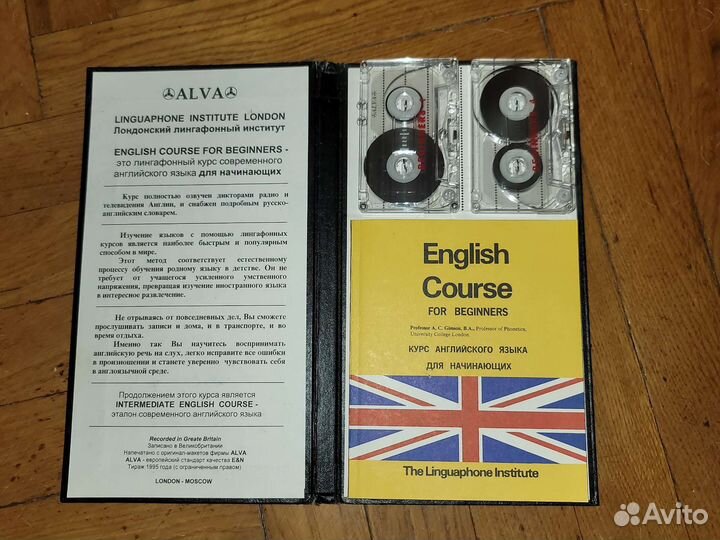 ALVA
LINGUAPHONE INSTITUTE LONDON
Лондонский лингафонный институт
ENGLISH COURSE FOR BEGINNERS -
это лингафонный курс современного
английского языка для начинающих
Курс полностью озвучен дикторами радио и
телевидения Англии, и снабжен подробным русско-
английским словарем.
Изучение языков с помощью лингафонных
курсов является наиболее быстрым и популярным
способом в мире.
Этот метод соответствует естественному
процессу обучения родному языку в детстве. Он не
требует от учащегося усиленного умственного
напряжения, превращая изучение иностранного языка
в интересное развлечение.
Не отрываясь от повседневных дел, Вы сможете
прослушивать записи и дома, и в транспорте, и во
время отдыха.
Именно так Вы научитесь воспринимать
английскую речь на слух, легко исправите все ошибки
в произношении и станете уверенно чувствовать себя
в англоязычной среде.
Продолжением этого курса является
INTERMEDIATE ENGLISH COURSE -
эталон современного английского языка
Recorded in Greate Britain
Записано в Великобритании
Напечатано с оригинал-макетов фирмы ALVA
ALVA - европейский стандарт качества E&N
Тираж 1995 года (с ограниченным правом)
LONDON - MOSCOW
ALVA
English
Course
FOR BEGINNERS
Professor A. C. Gimson, B.A., Professor of Phonetics,
University College London.
КУРС АНГЛИЙСКОГО ЯЗЫКА
ДЛЯ НАЧИНАЮЩИХ
The Linguaphone Institute
Avito